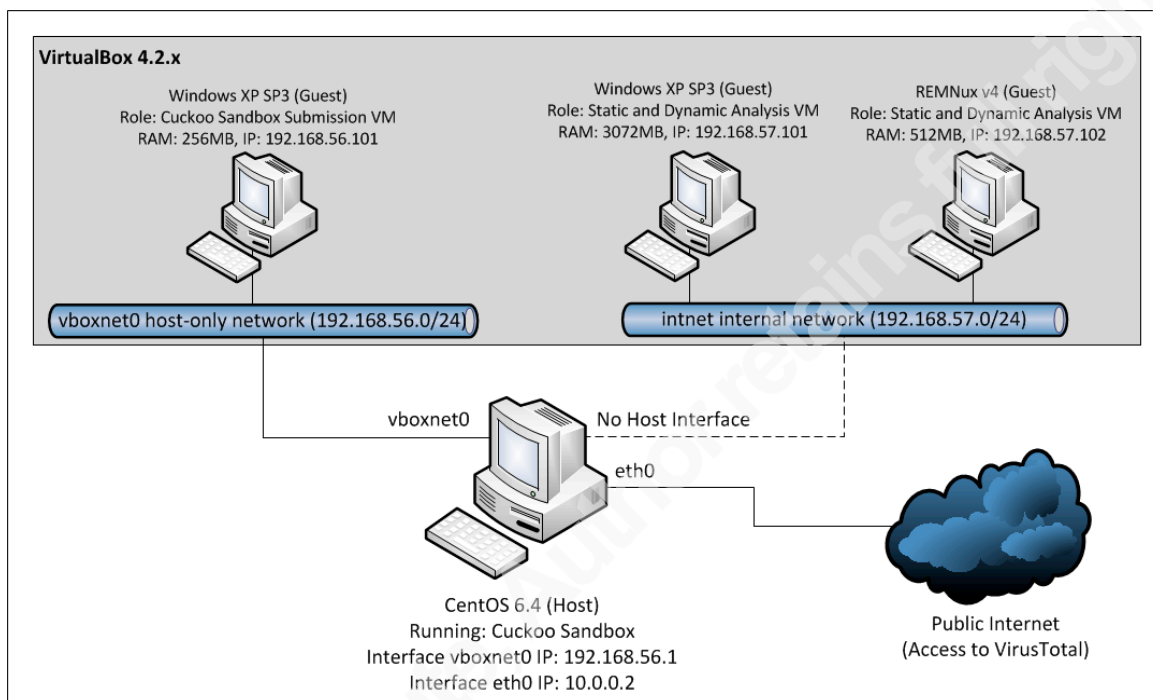 VirtualBox 4.2.x
Windows XP SP3 (Guest)
Role: Cuckoo Sandbox Submission VM
RAM: 256MB, IP: 192.168.56.101
Windows XP SP3 (Guest)
Role: Static and Dynamic Analysis VM
RAM: 3072MB, IP: 192.168.57.101
REMNux v4 (Guest)
Role: Static and Dynamic Analysis VM
RAM: 512MB, IP: 192.168.57.102
vboxnet0 host-only network (192.168.56.0/24)
intnet internal network (192.168.57.0/24)
vboxnet0
No Host Interface
eth0
CentOS 6.4 (Host)
Running: Cuckoo Sandbox
Interface vboxnet0 IP: 192.168.56.1
Interface eth0 IP: 10.0.0.2
Public Internet
(Access to VirusTotal)
Author retains full